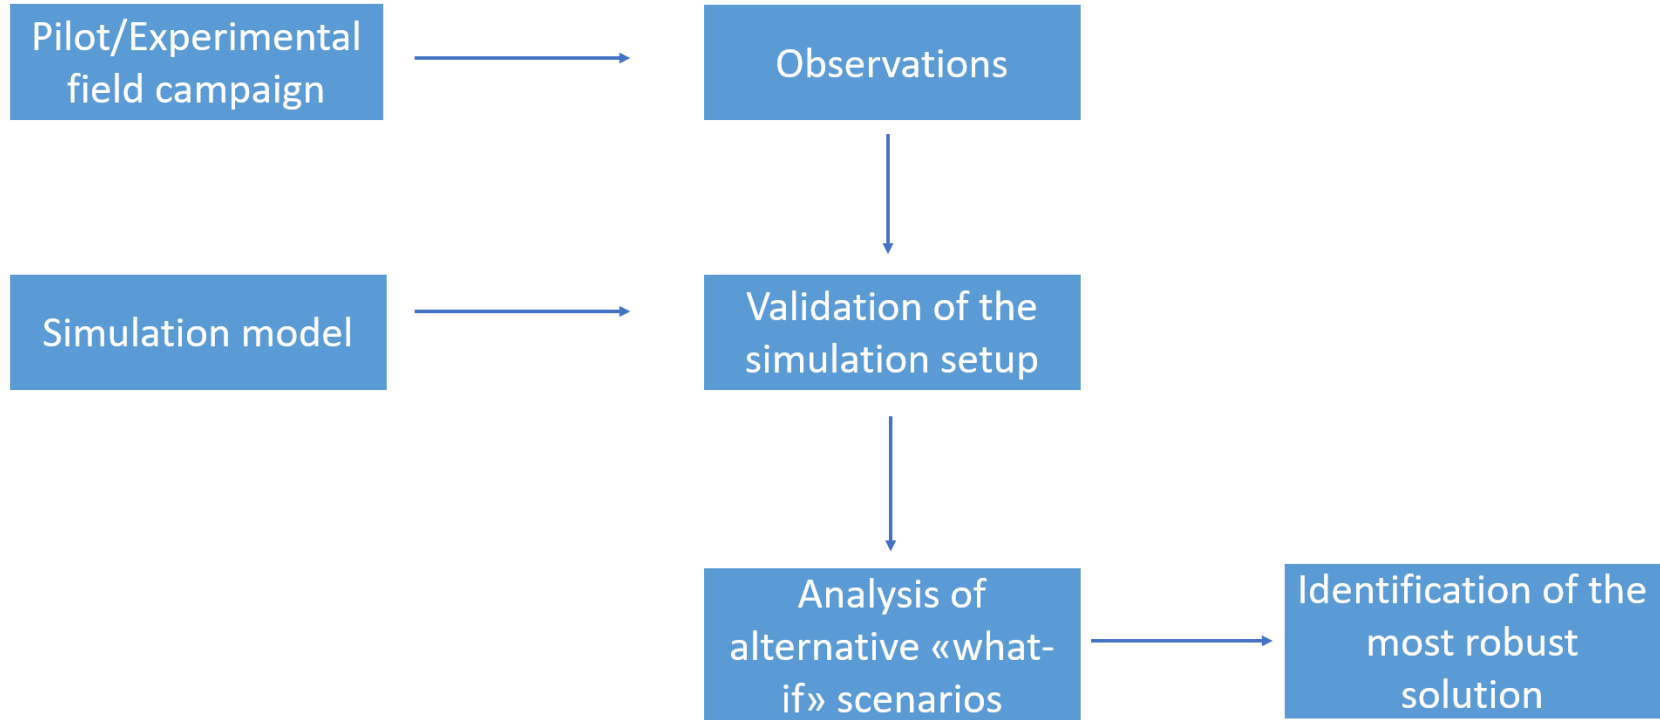 Pilot/Experimental
field campaign
Observations
Simulation model
Validation of the
simulation setup
Analysis of
alternative «what-
if» scenarios
Identification of the
most robust
solution